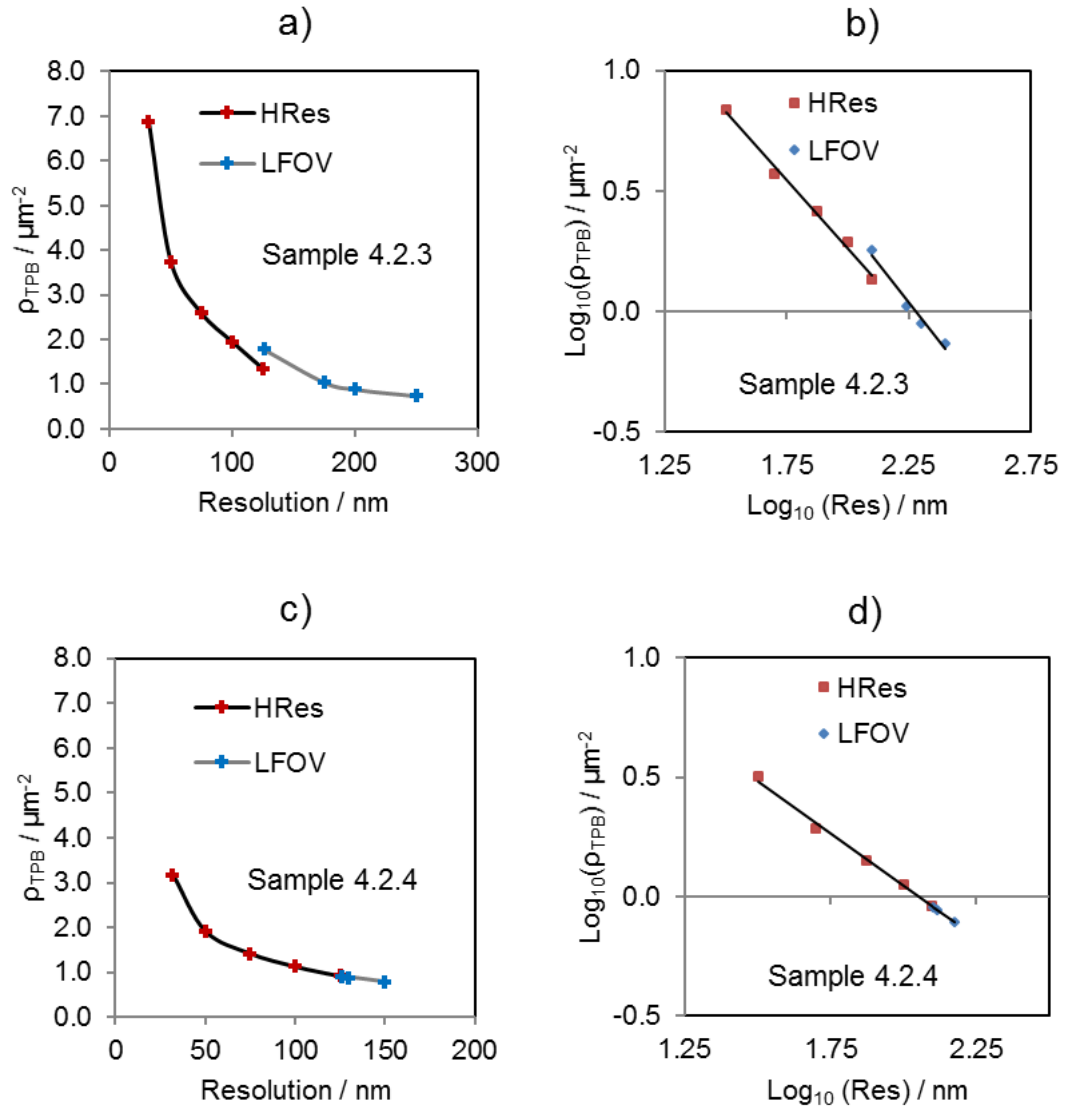 a)
8.0
7.0
6.0
5.0
4.0
3.0
2.0
1.0
0.0
ρTPB / µm-2
HRes
LFOV
Sample 4.2.3
0 100 200 300
Resolution / nm
b)
1.0
0.5
0.0
-0.5
Log10(ρTPB) / µm-2
HRes
LFOV
Sample 4.2.3
1.25 1.75 2.25 2.75
Log10 (Res) / nm
c)
8.0
7.0
6.0
5.0
4.0
3.0
2.0
1.0
0.0
ρTPB / µm-2
HRes
LFOV
Sample 4.2.4
0 50 100 150 200
Resolution / nm
d)
1.0
0.5
0.0
-0.5
Log10(ρTPB) / µm-2
HRes
LFOV
Sample 4.2.4
1.25 1.75 2.25
Log10 (Res) / nm